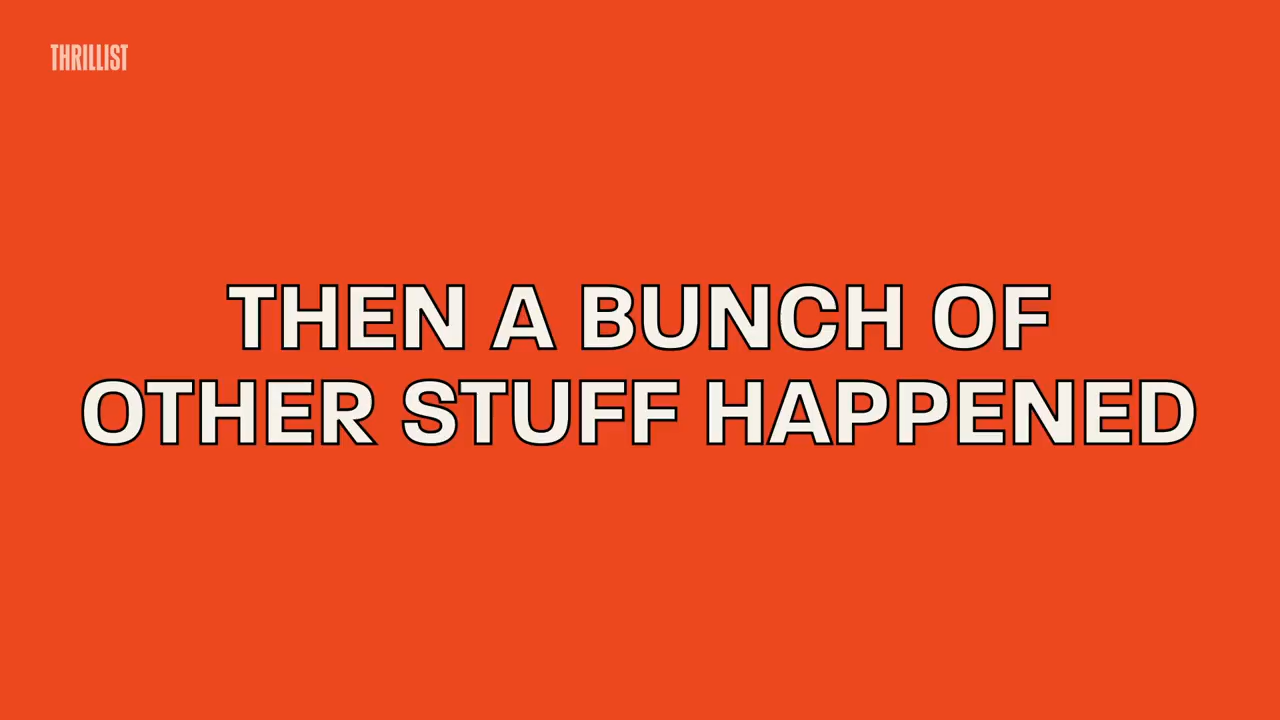 THRILLIST
THEN A BUNCH OF
OTHER STUFF HAPPENED